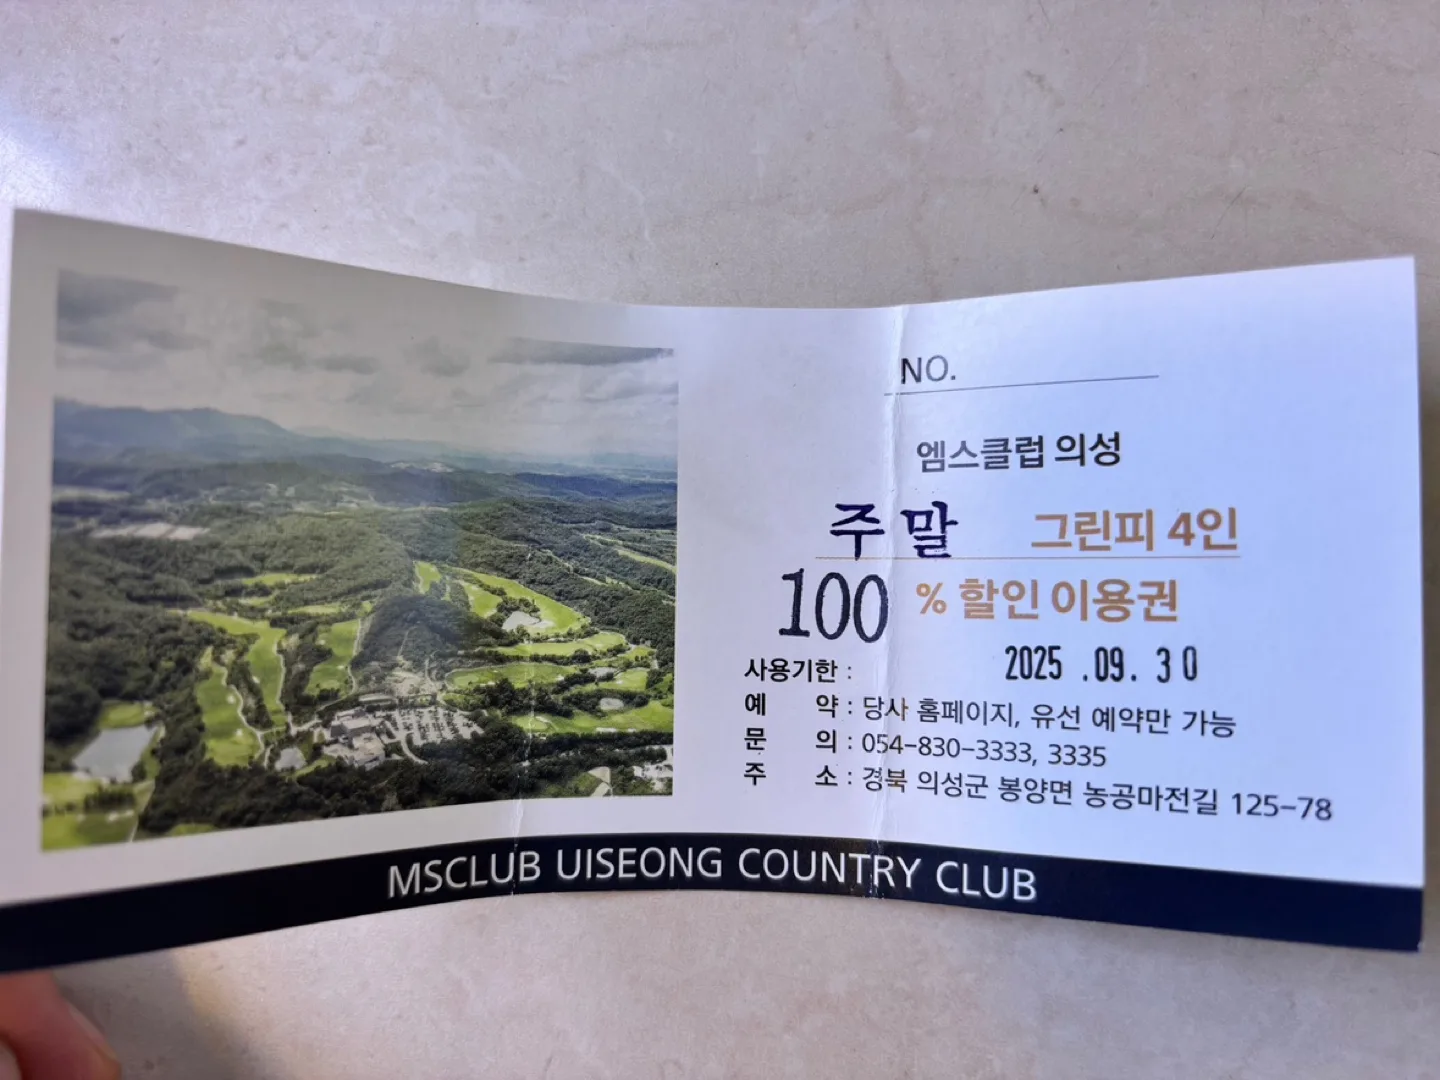 NO.
엠스클럽 의성
주말 그린피 4인
100 % 할인 이용권
사용기한 : 2025 .09. 30
예 약 : 당사 홈페이지, 유선 예약만 가능
문 의 : 054-830-3333, 3335
주 소 : 경북 의성군 봉양면 농공마전길 125-78
MSCLUB UISEONG COUNTRY CLUB